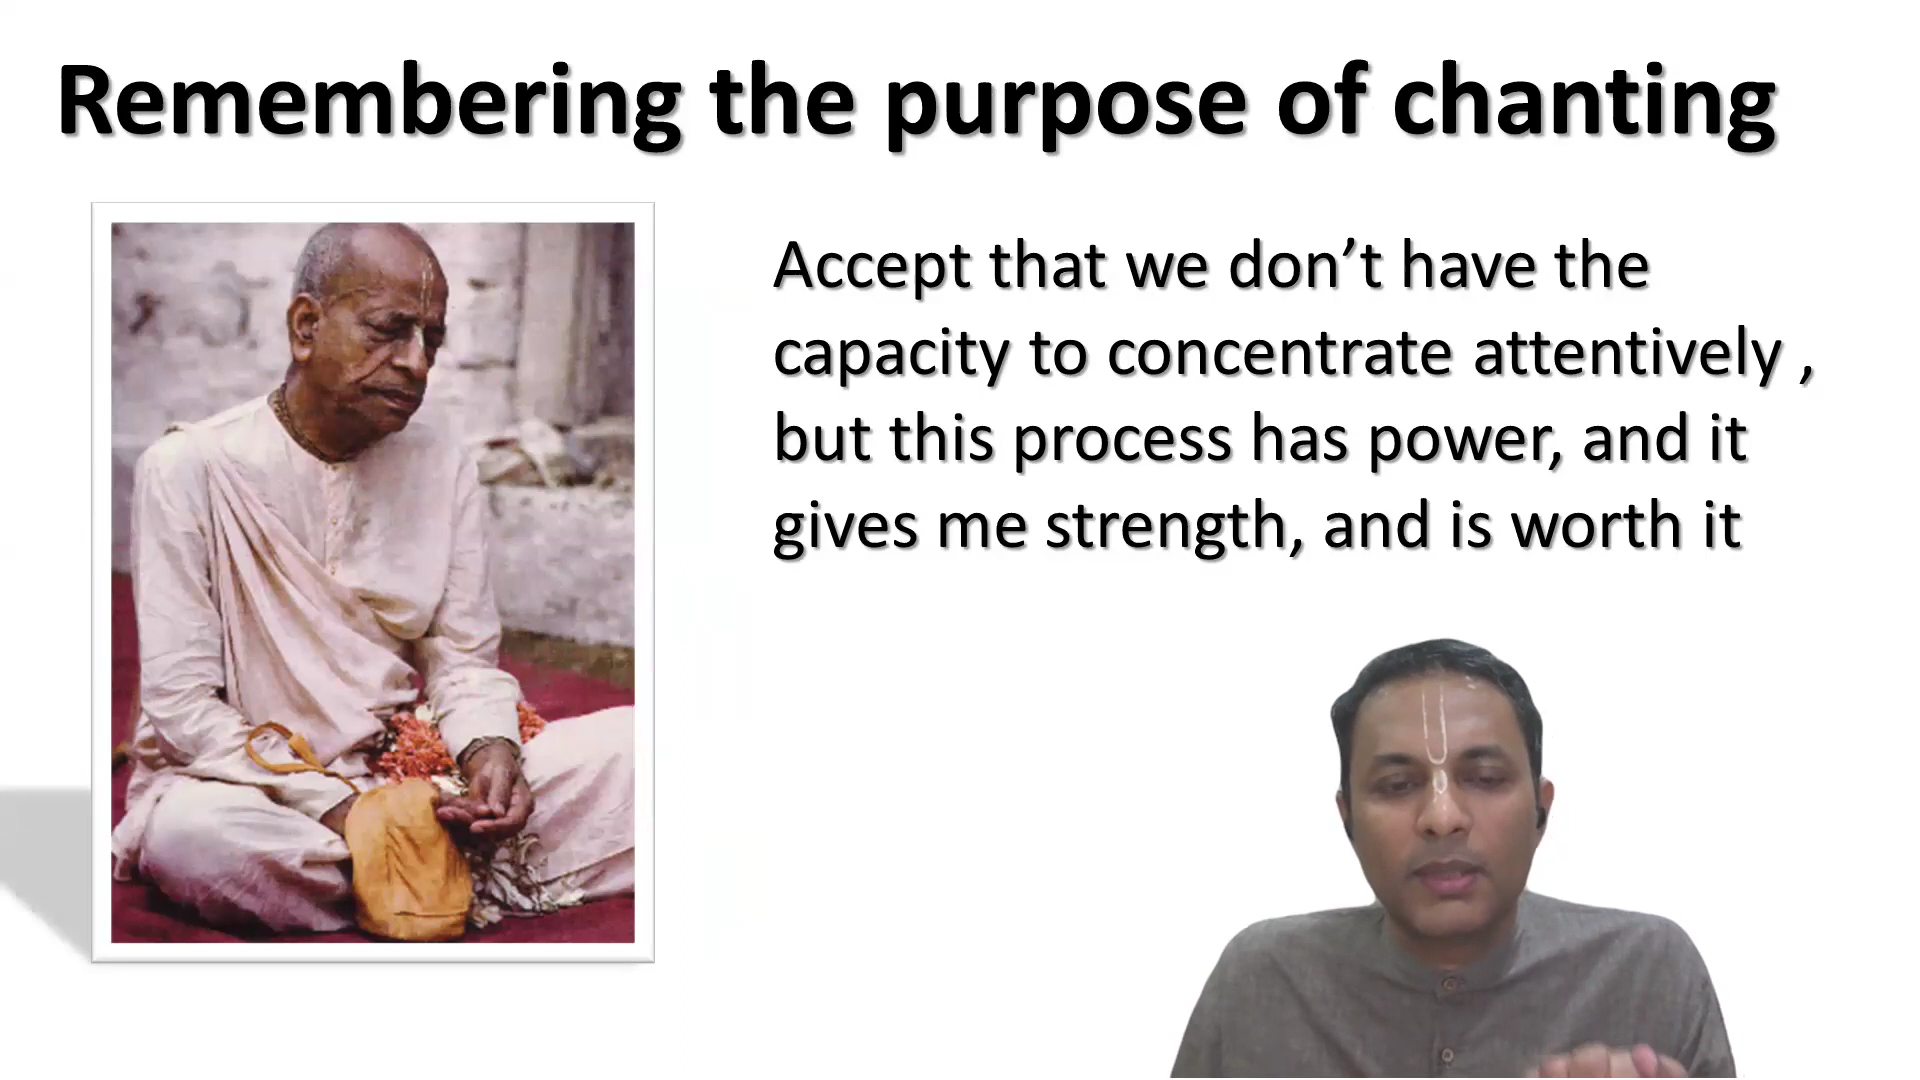 Remembering the purpose of chanting
Accept that we don’t have the
capacity to concentrate attentively ,
but this process has power, and it
gives me strength, and is worth it